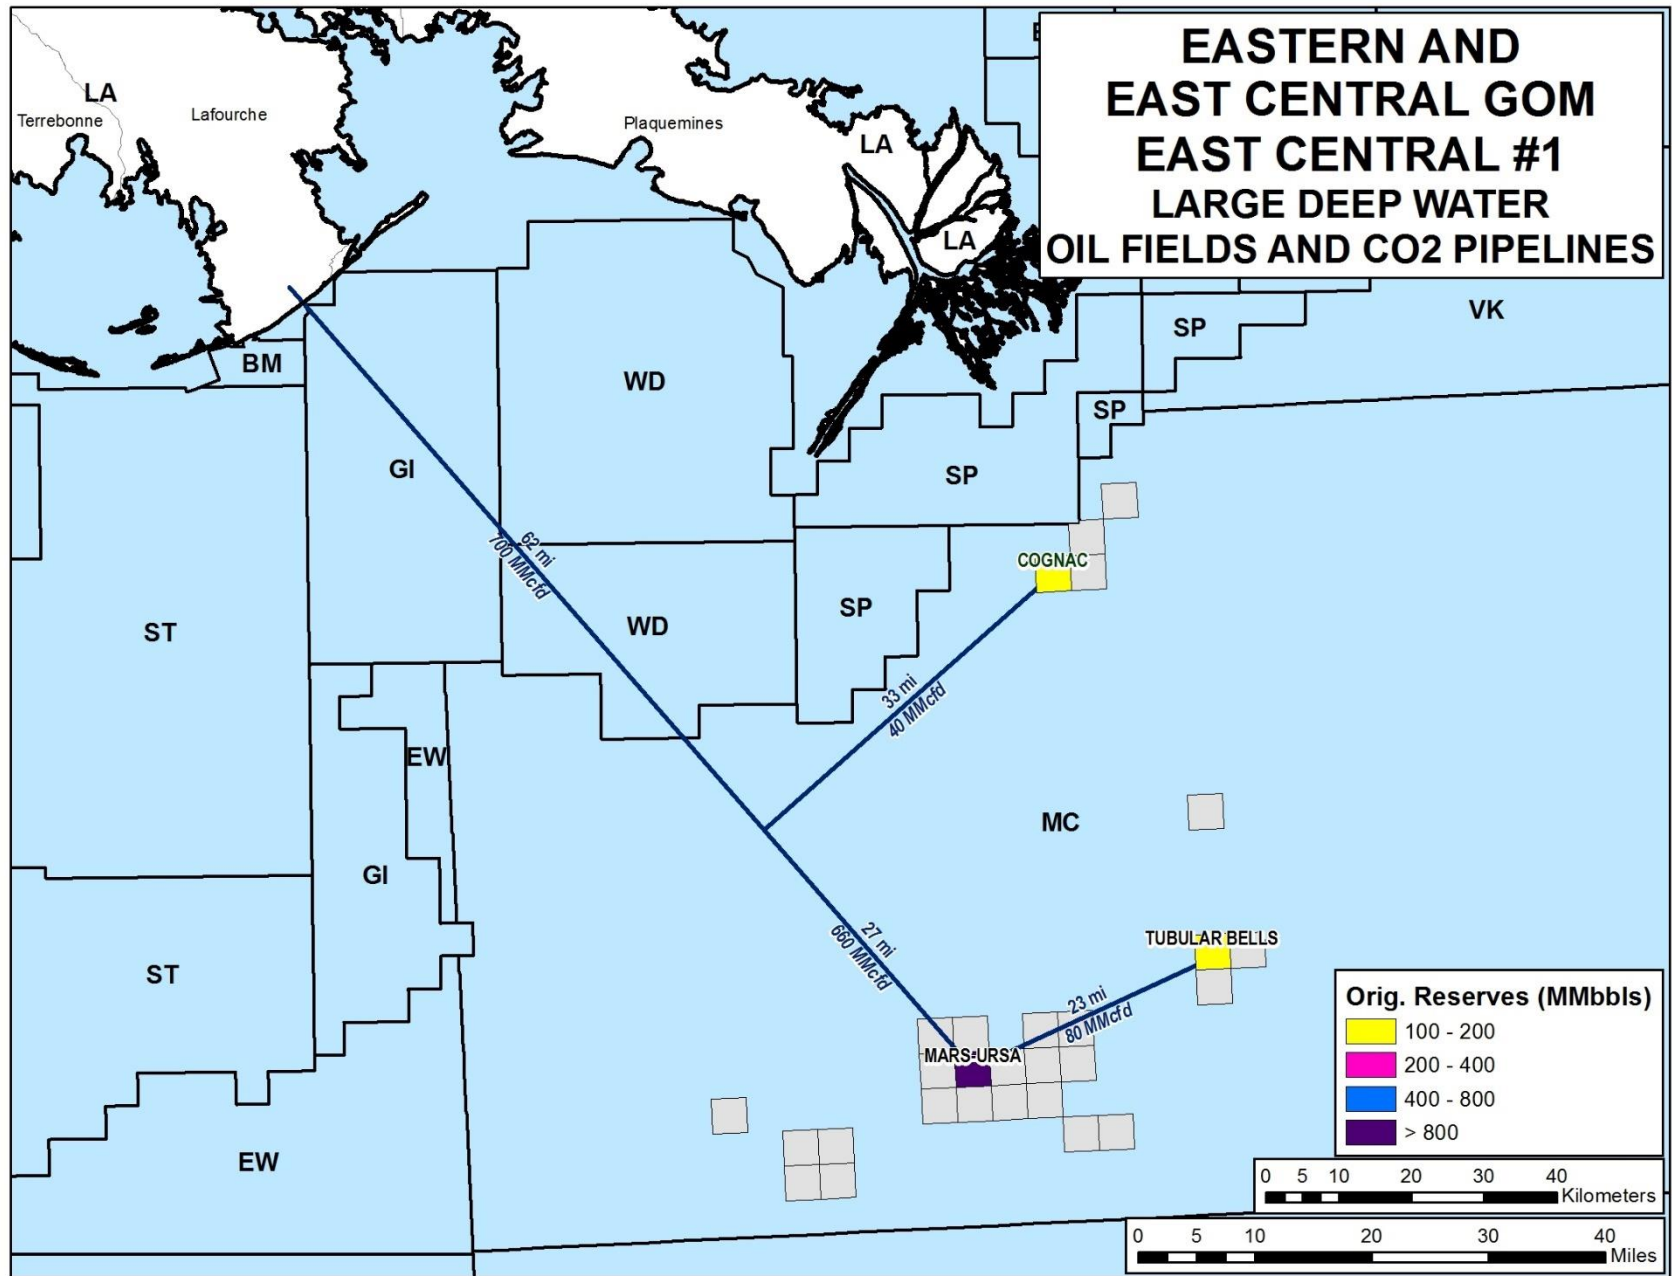 EASTERN AND
EAST CENTRAL GOM
EAST CENTRAL #1
LARGE DEEP WATER
OIL FIELDS AND CO2 PIPELINES
LA
Terrebonne
Lafourche
Plaquemines
LA
LA
VK
SP
BM
WD
SP
GI
SP
COGNAC
62 mi
700 MMcfd
ST
WD
SP
33 mi
40 MMcfd
EW
MC
GI
27 mi
660 MMcfd
TUBULAR BELLS
ST
23 mi
80 MMcfd
MARS-URSA
EW
Orig. Reserves (MMbbls)
100 - 200
200 - 400
400 - 800
> 800
0 5 10 20 30 40
Kilometers
0 5 10 20 30 40
Miles